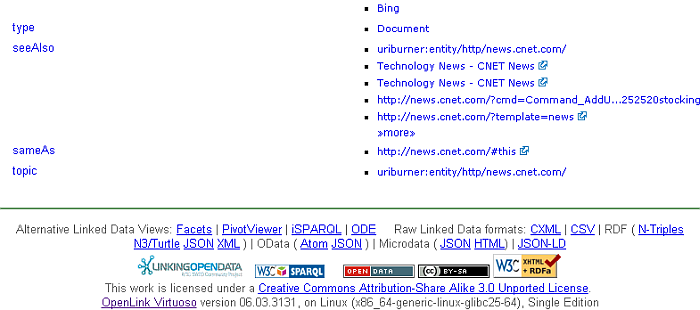 Bing
type Document
seeAlso uriburner:entity/http/news.cnet.com/
Technology News - CNET News
Technology News - CNET News
http://news.cnet.com/?cmd=Command_AddU...252520stocking
http://news.cnet.com/?template=news
»more»
sameAs http://news.cnet.com/#this
topic uriburner:entity/http/news.cnet.com/
Alternative Linked Data Views: Facets | PivotViewer | iSPARQL | ODE Raw Linked Data formats: CXML | CSV | RDF ( N-Triples
N3/Turtle JSON XML ) | OData ( Atom JSON ) | Microdata ( JSON HTML) | JSON-LD
LINKINGOPENDATA W3C SPARQL OPEN DATA CC BY-SA W3C XHTML + RDFa
This work is licensed under a Creative Commons Attribution-Share Alike 3.0 Unported License.
OpenLink Virtuoso version 06.03.3131, on Linux (x86_64-generic-linux-glibc25-64), Single Edition